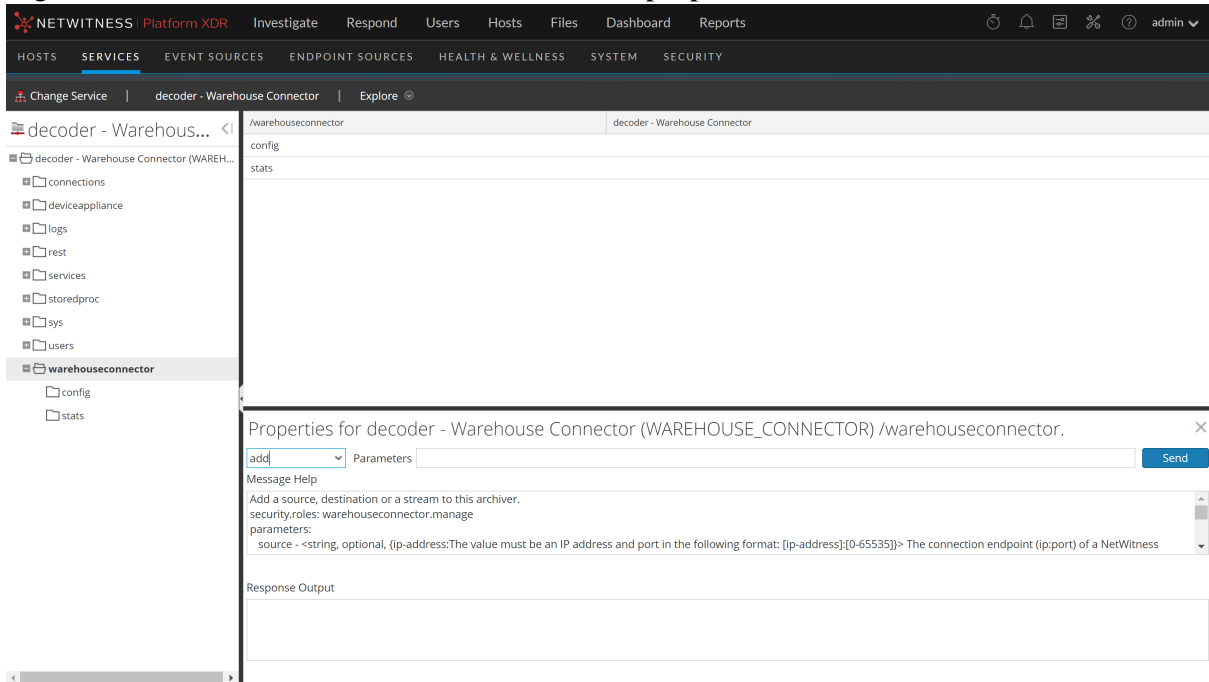 NETWITNESS Platform XDR Investigate Respond Users Hosts Files Dashboard Reports admin
HOSTS SERVICES EVENT SOURCES ENDPOINT SOURCES HEALTH & WELLNESS SYSTEM SECURITY
Change Service | decoder - Warehouse Connector | Explore
decoder - Warehous...
decoder - Warehouse Connector (WAREH...
connections
deviceappliance
logs
rest
services
storedproc
sys
users
warehouseconnector
config
stats
/warehouseconnector decoder - Warehouse Connector
config
stats
Properties for decoder - Warehouse Connector (WAREHOUSE_CONNECTOR) /warehouseconnector.
add Parameters Send
Message Help
Add a source, destination or a stream to this archiver.
security.roles: warehouseconnector.manage
parameters:
source - <string, optional, {ip-address:The value must be an IP address and port in the following format: [ip-address]:[0-65535]}> The connection endpoint (ip:port) of a NetWitness
Response Output